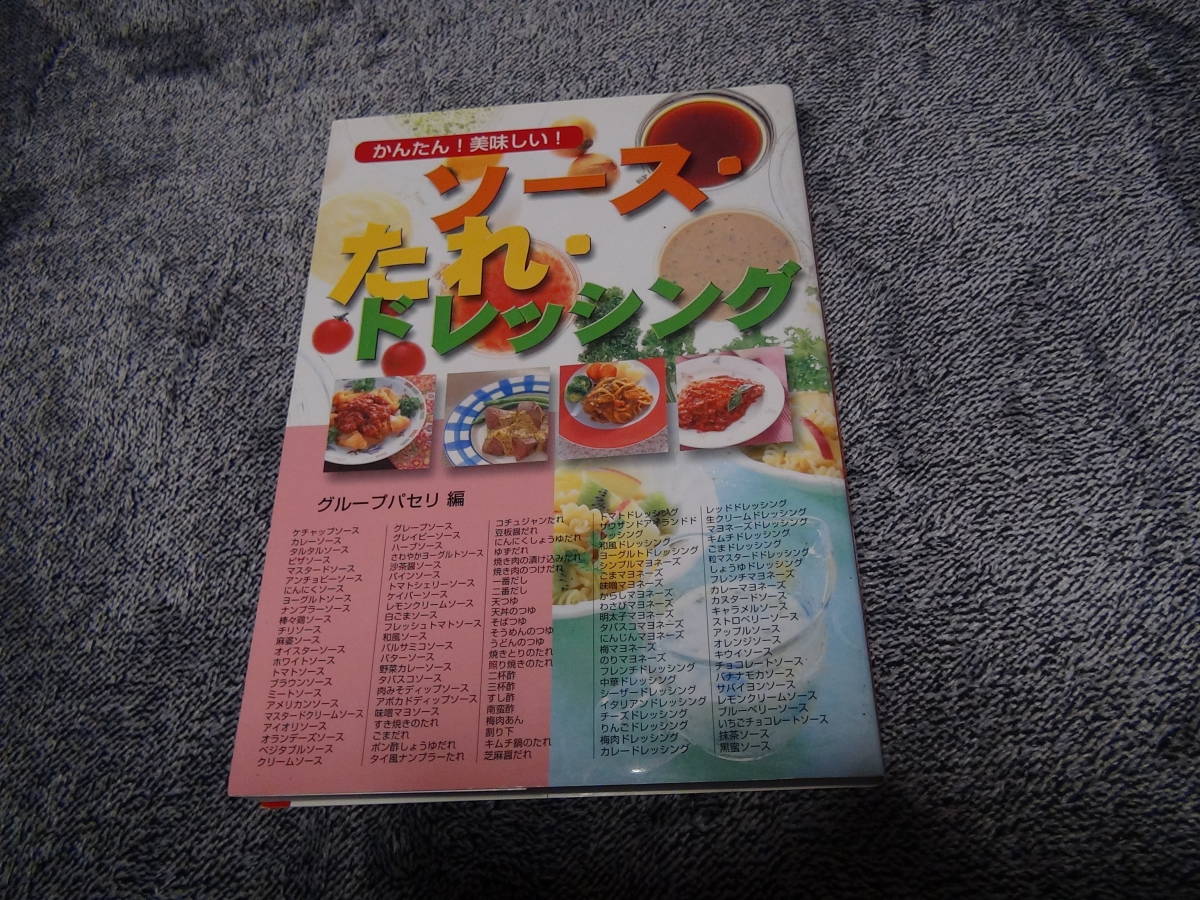 かんたん！美味しい！
ソース・
たれ・
ドレッシング
グループパセリ 編
ケチャップソース
カレーソース
タルタルソース
ピザソース
マスタードソース
アンチョビーソース
にんにくソース
ヨーグルトソース
ナンプラーソース
棒々鶏ソース
チリソース
麻婆ソース
オイスターソース
ホワイトソース
トマトソース
ブラウンソース
ミートソース
アメリカンソース
マスタードクリームソース
アイオリソース
オランデーズソース
ベジタブルソース
クリームソース
グレープソース
グレイビーソース
ハーブソース
さわやかヨーグルトソース
沙茶醤ソース
パインソース
トマトシェリーソース
ケイパーソース
レモンクリームソース
白ごまソース
フレッシュトマトソース
和風ソース
バルサミコソース
バターソース
野菜カレーソース
タバスコソース
肉みそディップソース
アボカドディップソース
味噌マヨソース
すき焼きのたれ
ごまだれ
ポン酢しょうゆだれ
タイ風ナンプラーたれ
コチュジャンたれ
豆板醤だれ
にんにくしょうゆだれ
ゆずだれ
焼き肉の漬け込みだれ
焼き肉のつけだれ
一番だし
二番だし
天つゆ
天丼のつゆ
そばつゆ
そうめんのつゆ
うどんのつゆ
焼きとりのたれ
照り焼きのたれ
二杯酢
三杯酢
すし酢
南蛮酢
梅肉あん
割り下
キムチ鍋のたれ
芝麻醤だれ
トマトドレッシング
サウサンドアイランドド
レッシング
和風ドレッシング
ヨーグルトドレッシング
シンプルマヨネーズ
ごまマヨネーズ
味噌マヨネーズ
からしマヨネーズ
わさびマヨネーズ
明太子マヨネーズ
タバスコマヨネーズ
にんじんマヨネーズ
梅マヨネーズ
のりマヨネーズ
フレンチドレッシング
中華ドレッシング
シーザードレッシング
イタリアンドレッシング
チーズドレッシング
りんごドレッシング
梅肉ドレッシング
カレードレッシング
レッドドレッシング
生クリームドレッシング
マヨネーズドレッシング
キムチドレッシング
ごまドレッシング
粒マスタードドレッシング
しょうゆドレッシング
フレンチマヨネーズ
カレーマヨネーズ
カスタードソース
キャラメルソース
ストロベリーソース
アップルソース
オレンジソース
キウイソース
チョコレートソース
バナナモカソース
サバイヨンソース
レモンクリームソース
ブルーベリーソース
いちごチョコレートソース
抹茶ソース
黒蜜ソース